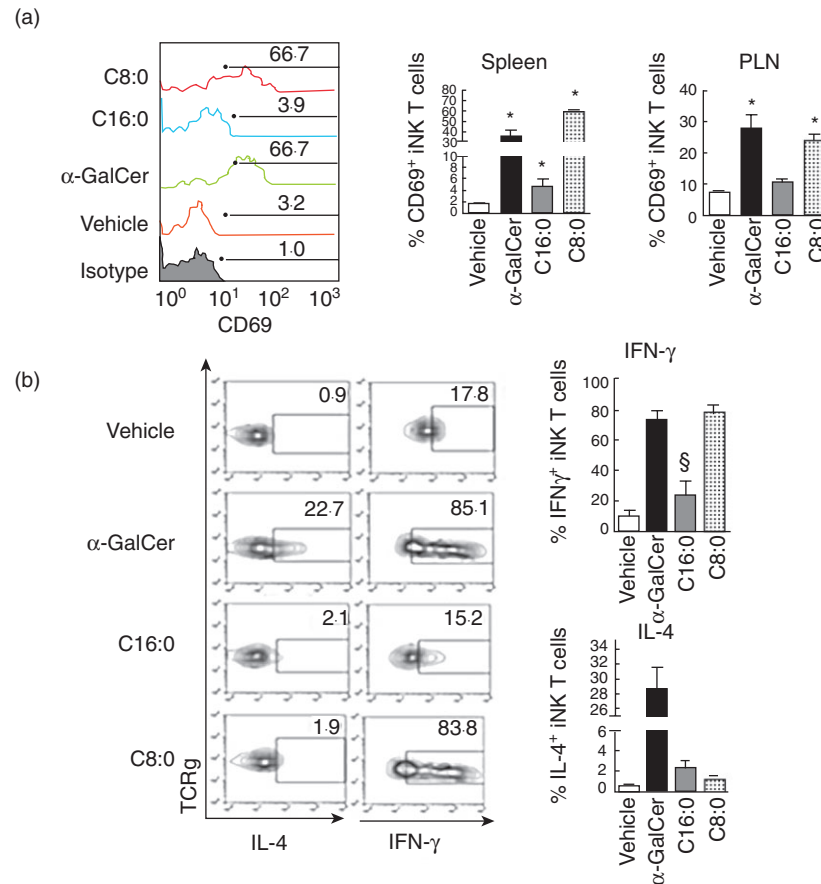 (a)
C8:0
66·7
C16:0
3·9
α-GalCer
66·7
Vehicle
3·2
Isotype
1·0
10⁰ 10¹ 10² 10³
CD69
Spleen
% CD69⁺ iNK T cells
80
70
60
50
40
30
10
8
6
4
2
0
*
*
*
Vehicle
α-GalCer
C16:0
C8:0
PLN
% CD69⁺ iNK T cells
40
30
20
10
0
*
*
Vehicle
α-GalCer
C16:0
C8:0
(b)
Vehicle
0·9
17·8
α-GalCer
22·7
85·1
C16:0
2·1
15·2
C8:0
1·9
83·8
TCRg
IL-4
IFN-γ
IFN-γ
% IFNγ⁺ iNK T cells
100
80
60
40
20
0
§
Vehicle
α-GalCer
C16:0
C8:0
IL-4
% IL-4⁺ iNK T cells
34
32
30
28
26
6
4
2
0
Vehicle
α-GalCer
C16:0
C8:0